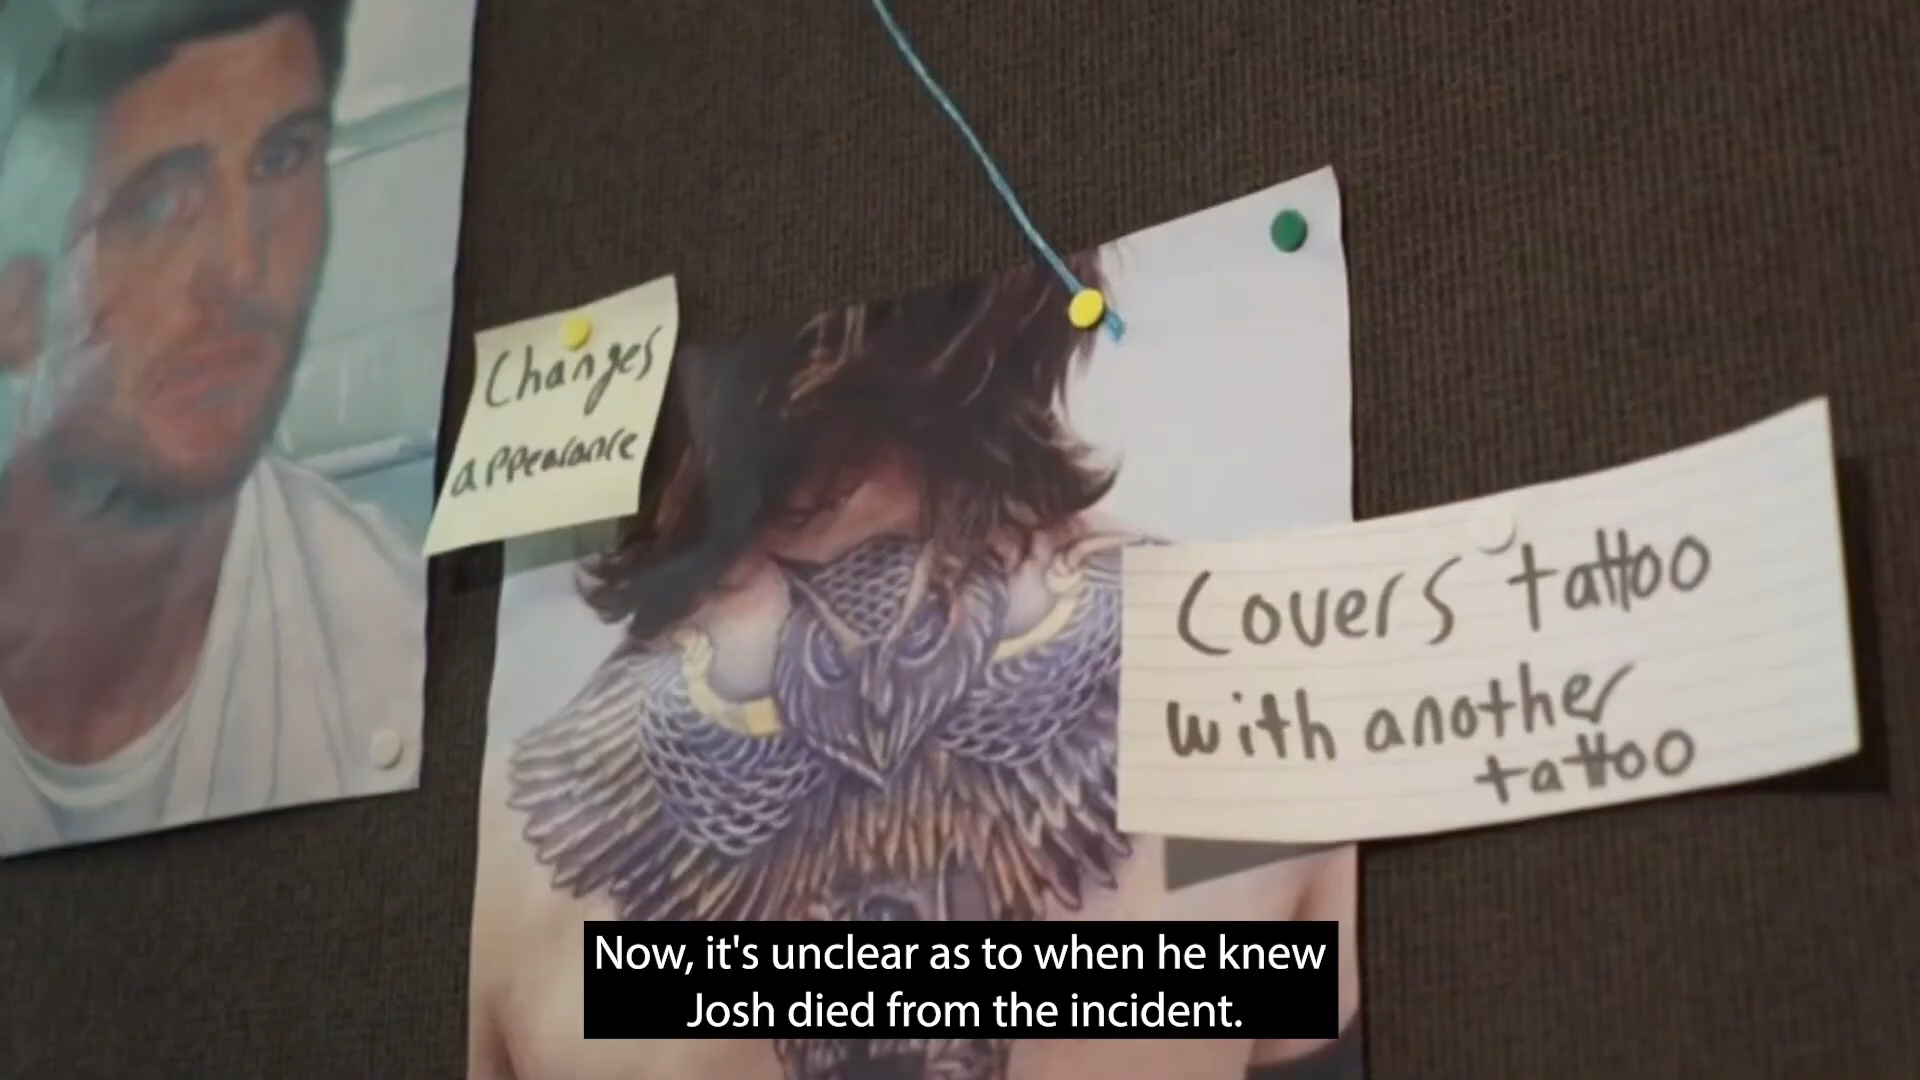 Changes
appearance
Covers tattoo
with another
tattoo
Now, it's unclear as to when he knew
Josh died from the incident.